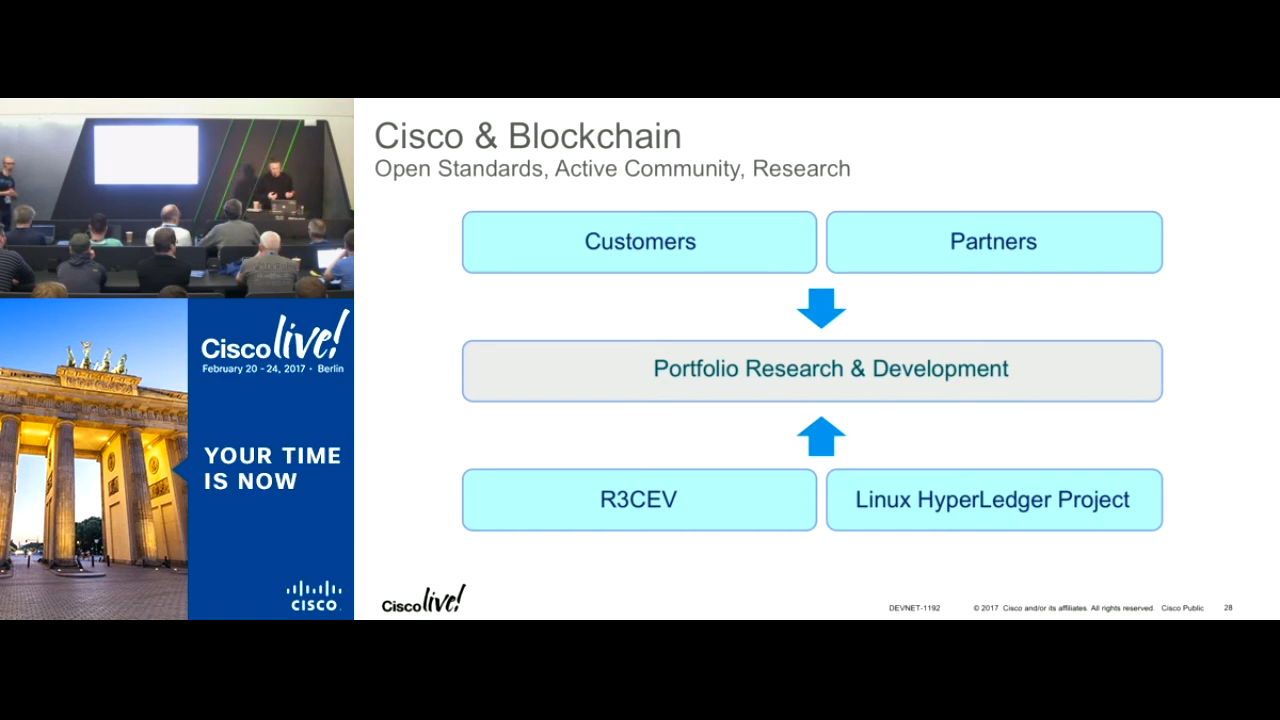 Cisco live!
February 20 - 24, 2017 • Berlin
YOUR TIME
IS NOW
CISCO.
Cisco & Blockchain
Open Standards, Active Community, Research
Customers
Partners
Portfolio Research & Development
R3CEV
Linux HyperLedger Project
Cisco live!
DEVNET-1192
© 2017 Cisco and/or its affiliates. All rights reserved. Cisco Public
28